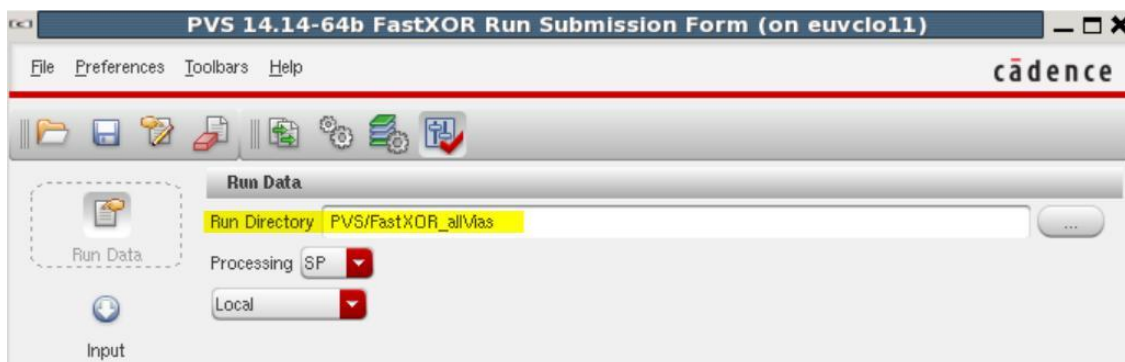 PVS 14.14-64b FastXOR Run Submission Form (on euvclo11)
File Preferences Toolbars Help
cādence
Run Data
Run Directory PVS/FastXOR_allVias ...
Run Data
Processing SP
Local
Input